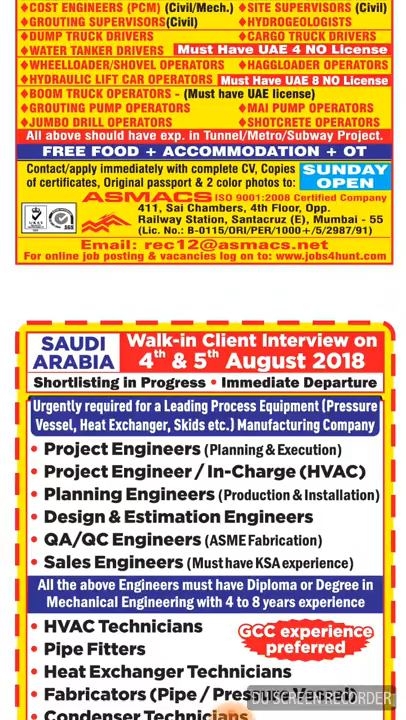 ♦COST ENGINEERS (PCM) (Civil/Mech.) ♦SITE SUPERVISORS (Civil)
♦GROUTING SUPERVISORS(Civil) ♦HYDROGEOLOGISTS
♦DUMP TRUCK DRIVERS ♦CARGO TRUCK DRIVERS
♦WATER TANKER DRIVERS Must Have UAE 4 NO License
♦WHEELLOADER/SHOVEL OPERATORS ♦HAGGLOADER OPERATORS
♦HYDRAULIC LIFT CAR OPERATORS Must Have UAE 8 NO License
♦BOOM TRUCK OPERATORS - (Must have UAE license)
♦GROUTING PUMP OPERATORS ♦MAI PUMP OPERATORS
♦JUMBO DRILL OPERATORS ♦SHOTCRETE OPERATORS
All above should have exp. in Tunnel/Metro/Subway Project.
FREE FOOD + ACCOMMODATION + OT
Contact/apply immediately with complete CV, Copies
of certificates, Original passport & 2 color photos to:
SUNDAY
OPEN
ASMACS ISO 9001:2008 Certified Company
411, Sai Chambers, 4th Floor, Opp.
Railway Station, Santacruz (E), Mumbai - 55
(Lic. No.: B-0115/ORI/PER/1000+/5/2987/91)
UKAS
SGS
Email: rec12@asmacs.net
For online job posting & vacancies log on to: www.jobs4hunt.com
SAUDI
ARABIA
Walk-in Client Interview on
4th & 5th August 2018
Shortlisting in Progress • Immediate Departure
Urgently required for a Leading Process Equipment (Pressure
Vessel, Heat Exchanger, Skids etc.) Manufacturing Company
• Project Engineers (Planning & Execution)
• Project Engineer / In-Charge (HVAC)
• Planning Engineers (Production & Installation)
• Design & Estimation Engineers
• QA/QC Engineers (ASME Fabrication)
• Sales Engineers (Must have KSA experience)
All the above Engineers must have Diploma or Degree in
Mechanical Engineering with 4 to 8 years experience
• HVAC Technicians
• Pipe Fitters
• Heat Exchanger Technicians
• Fabricators (Pipe / Pressure Vessel)
• Condenser Technicians
GCC experience
preferred
DU SCREEN RECORDER